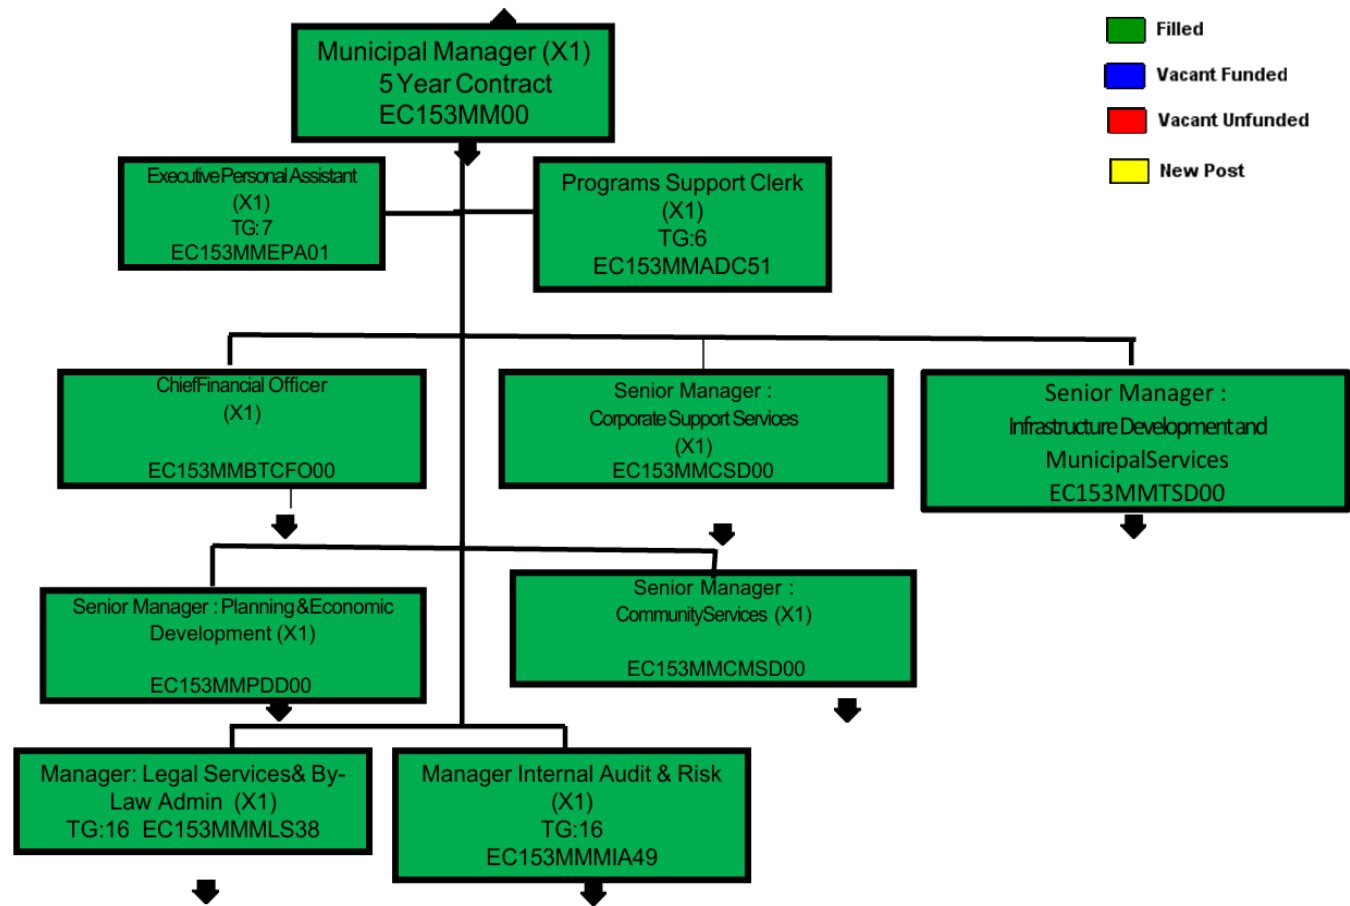 Municipal Manager (X1)
5 Year Contract
EC153MM00
Filled
Vacant Funded
Vacant Unfunded
New Post
Executive Personal Assistant
(X1)
TG:7
EC153MMEPA01
Programs Support Clerk
(X1)
TG:6
EC153MMADC51
Chief Financial Officer
(X1)
EC153MMBTCFO00
Senior Manager :
Corporate Support Services
(X1)
EC153MMCSD00
Senior Manager :
Infrastructure Development and
Municipal Services
EC153MMTSD00
Senior Manager : Planning & Economic
Development (X1)
EC153MMPDD00
Senior Manager :
Community Services (X1)
EC153MMCMSD00
Manager: Legal Services& By-
Law Admin (X1)
TG:16 EC153MMMLS38
Manager Internal Audit & Risk
(X1)
TG:16
EC153MMMIA49